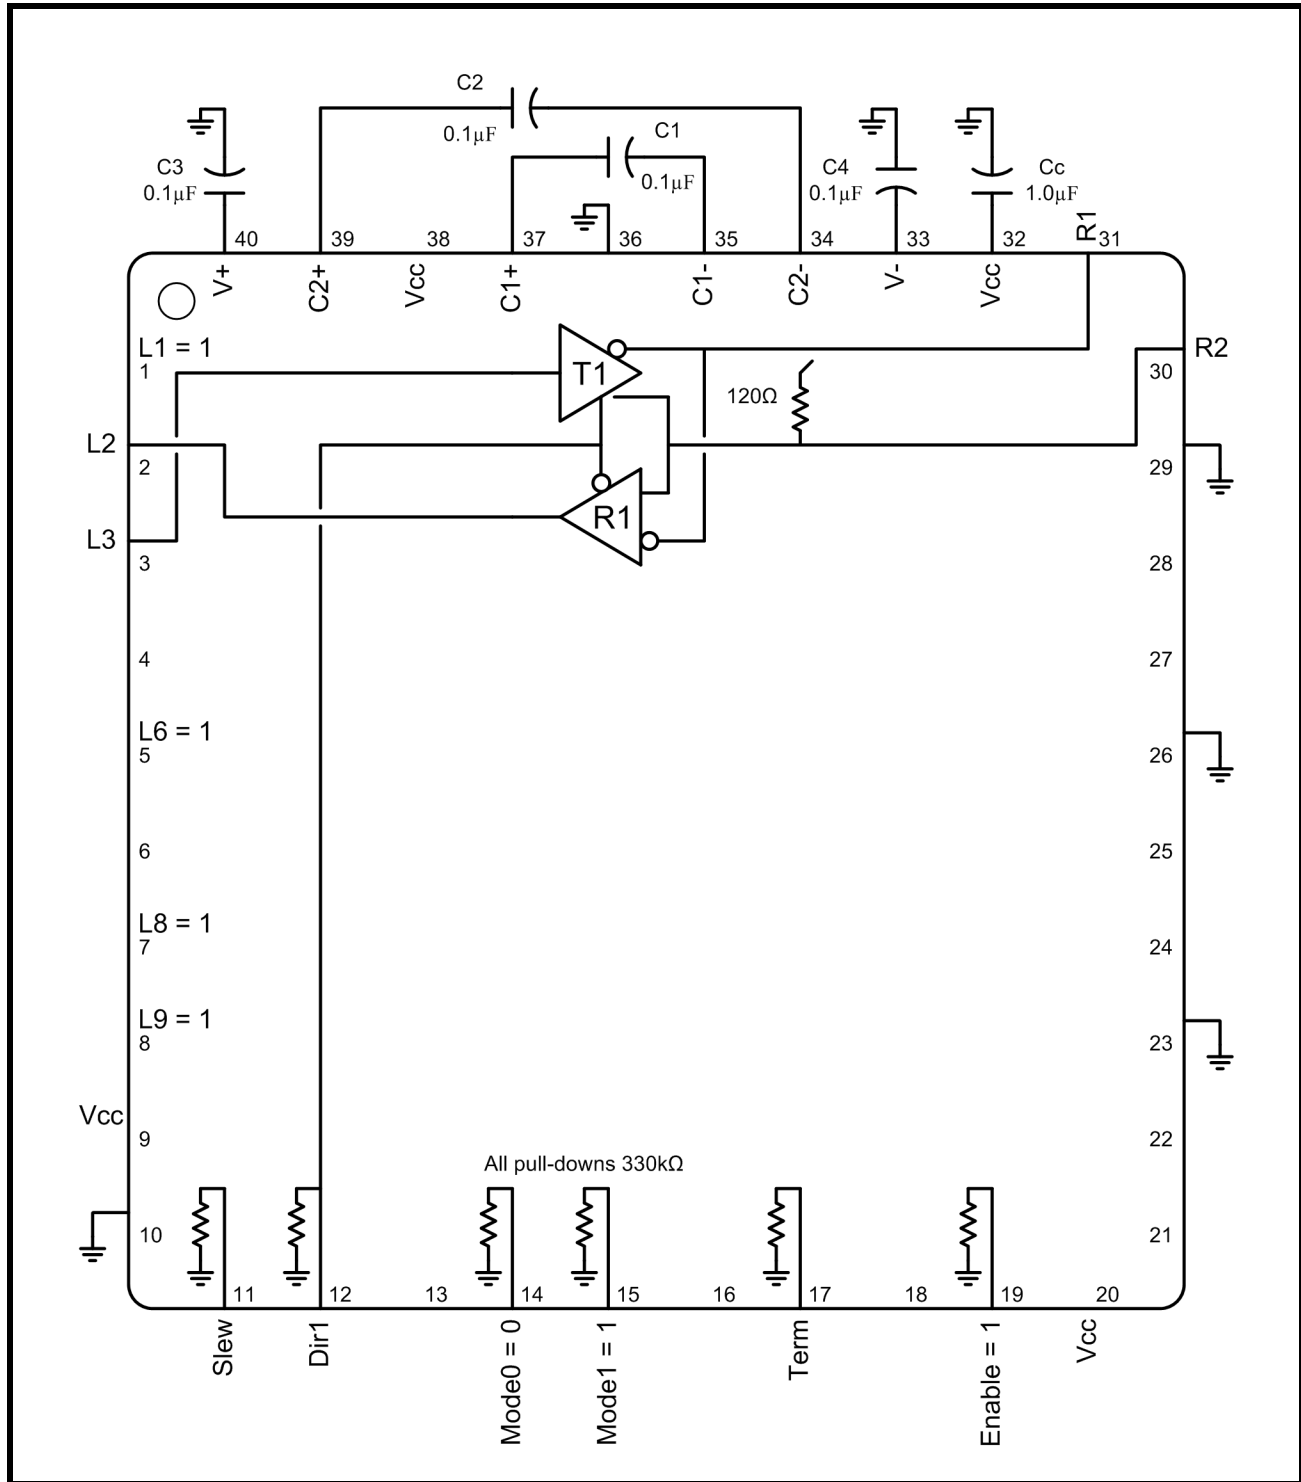 C2
0.1µF
C1
0.1µF
C3
0.1µF
C4
0.1µF
Cc
1.0µF
40
39
38
37
36
35
34
33
32
31
R1
V+
C2+
Vcc
C1+
C1-
C2-
V-
Vcc
L1 = 1
1
T1
120Ω
R2
30
L2
2
29
R1
L3
3
28
4
27
L6 = 1
5
26
6
25
L8 = 1
7
24
L9 = 1
8
23
Vcc
9
22
All pull-downs 330kΩ
10
21
11
12
13
14
15
16
17
18
19
20
Slew
Dir1
Mode0 = 0
Mode1 = 1
Term
Enable = 1
Vcc